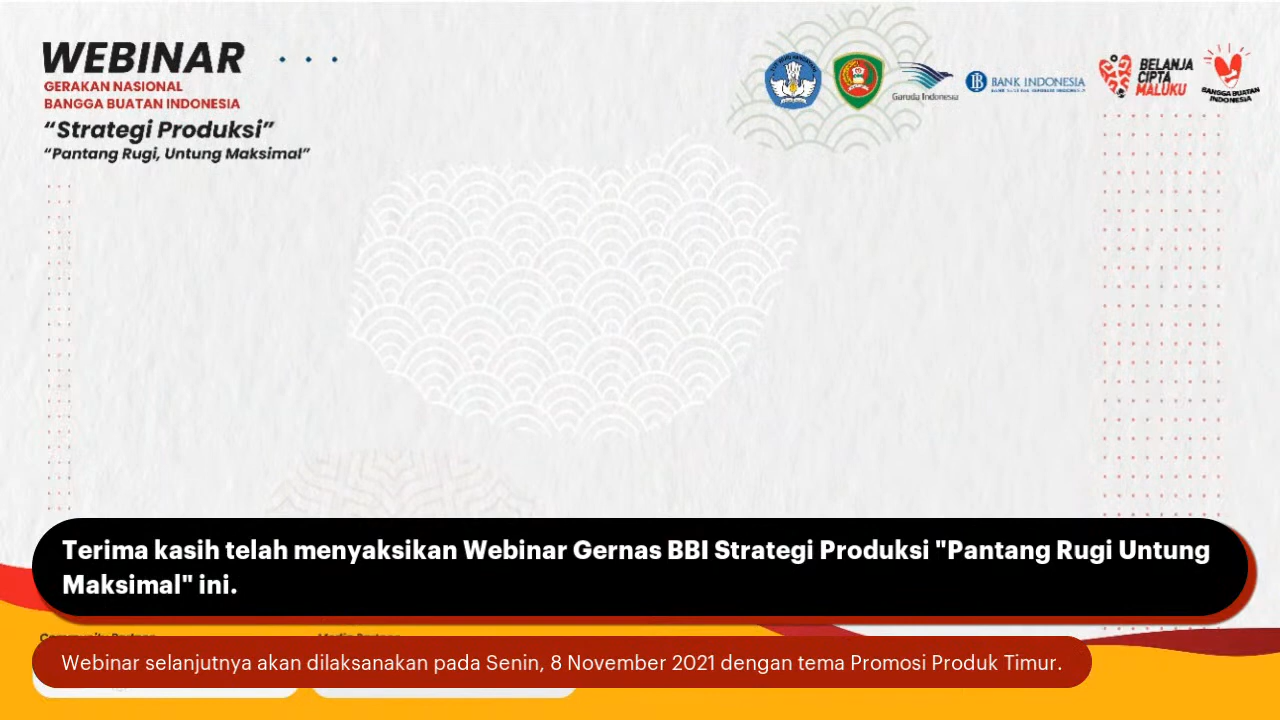 WEBINAR
GERAKAN NASIONAL
BANGGA BUATAN INDONESIA
“Strategi Produksi”
“Pantang Rugi, Untung Maksimal”
Garuda Indonesia
BANK INDONESIA
BELANJA
CIPTA
MALUKU
BANGGA BUATAN
INDONESIA
Terima kasih telah menyaksikan Webinar Gernas BBI Strategi Produksi "Pantang Rugi Untung
Maksimal" ini.
Webinar selanjutnya akan dilaksanakan pada Senin, 8 November 2021 dengan tema Promosi Produk Timur.